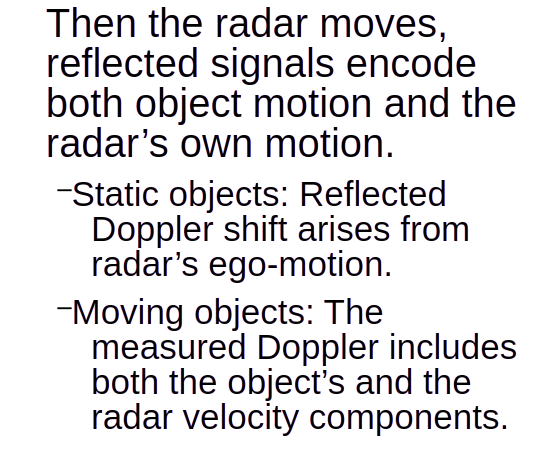 Then the radar moves,
reflected signals encode
both object motion and the
radar’s own motion.
–Static objects: Reflected
Doppler shift arises from
radar’s ego-motion.
–Moving objects: The
measured Doppler includes
both the object’s and the
radar velocity components.